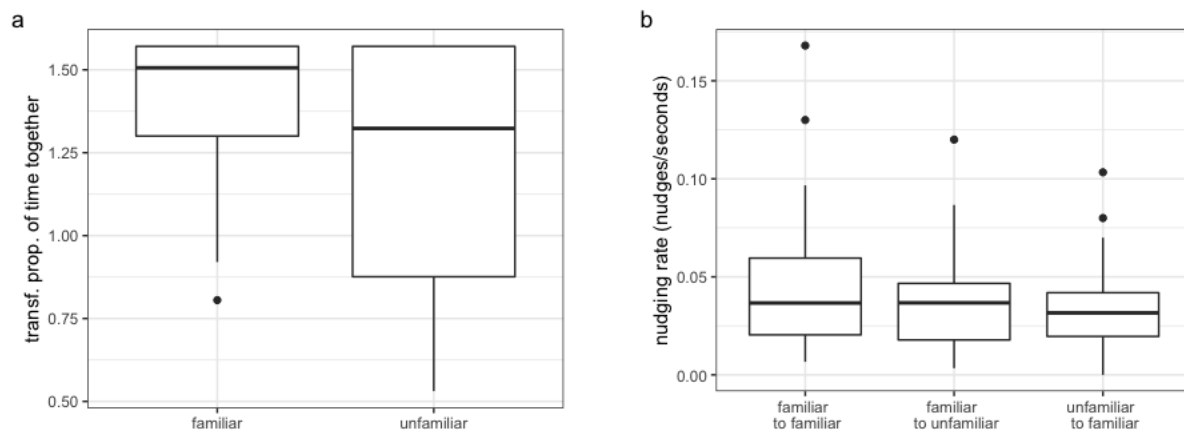 a
transf. prop. of time together
1.50
1.25
1.00
0.75
0.50
familiar
unfamiliar
b
nudging rate (nudges/seconds)
0.15
0.10
0.05
0.00
familiar
to familiar
familiar
to unfamiliar
unfamiliar
to familiar